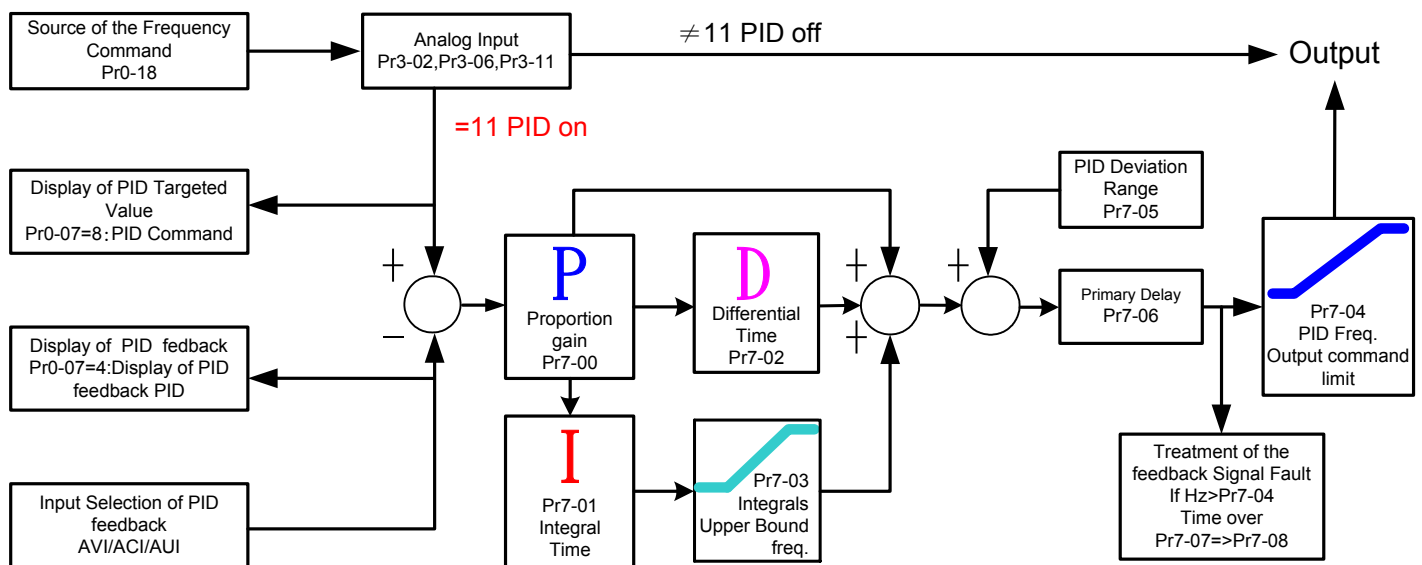 Source of the Frequency
Command
Pr0-18
Analog Input
Pr3-02,Pr3-06,Pr3-11
≠11 PID off
Output
=11 PID on
Display of PID Targeted
Value
Pr0-07=8:PID Command
+
−
Display of PID fedback
Pr0-07=4:Display of PID
feedback PID
Input Selection of PID
feedback
AVI/ACI/AUI
P
Proportion
gain
Pr7-00
I
Pr7-01
Integral
Time
D
Differential
Time
Pr7-02
Pr7-03
Integrals
Upper Bound
freq.
+
+
PID Deviation
Range
Pr7-05
+
Primary Delay
Pr7-06
Pr7-04
PID Freq.
Output command
limit
Treatment of the
feedback Signal Fault
If Hz>Pr7-04
Time over
Pr7-07=>Pr7-08